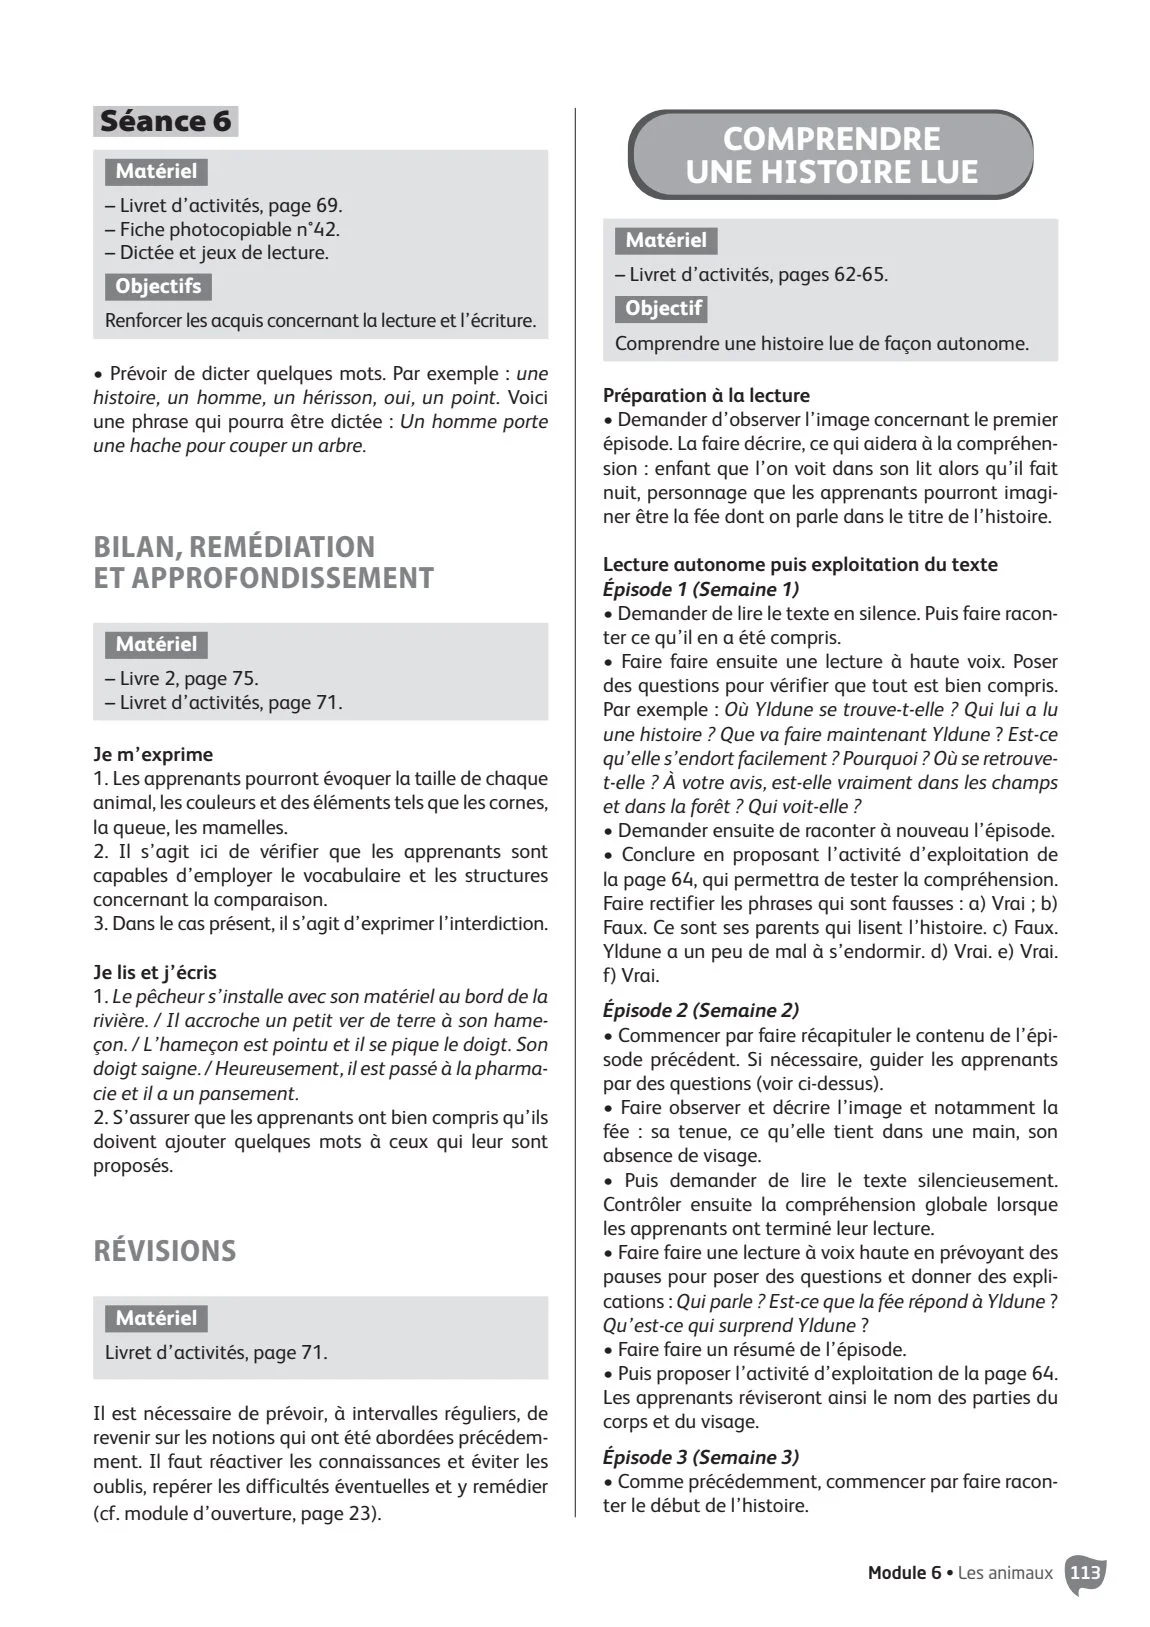 Séance 6
Matériel
– Livret d’activités, page 69.
– Fiche photocopiable n˚42.
– Dictée et jeux de lecture.
Objectifs
Renforcer les acquis concernant la lecture et l’écriture.
• Prévoir de dicter quelques mots. Par exemple : une
histoire, un homme, un hérisson, oui, un point. Voici
une phrase qui pourra être dictée : Un homme porte
une hache pour couper un arbre.
BILAN, REMÉDIATION
ET APPROFONDISSEMENT
Matériel
– Livre 2, page 75.
– Livret d’activités, page 71.
Je m’exprime
1. Les apprenants pourront évoquer la taille de chaque
animal, les couleurs et des éléments tels que les cornes,
la queue, les mamelles.
2. Il s’agit ici de vérifier que les apprenants sont
capables d’employer le vocabulaire et les structures
concernant la comparaison.
3. Dans le cas présent, il s’agit d’exprimer l’interdiction.
Je lis et j’écris
1. Le pêcheur s’installe avec son matériel au bord de la
rivière. / Il accroche un petit ver de terre à son hame-
çon. / L’hameçon est pointu et il se pique le doigt. Son
doigt saigne. / Heureusement, il est passé à la pharma-
cie et il a un pansement.
2. S’assurer que les apprenants ont bien compris qu’ils
doivent ajouter quelques mots à ceux qui leur sont
proposés.
RÉVISIONS
Matériel
Livret d’activités, page 71.
Il est nécessaire de prévoir, à intervalles réguliers, de
revenir sur les notions qui ont été abordées précédem-
ment. Il faut réactiver les connaissances et éviter les
oublis, repérer les difficultés éventuelles et y remédier
(cf. module d’ouverture, page 23).
COMPRENDRE
UNE HISTOIRE LUE
Matériel
– Livret d’activités, pages 62-65.
Objectif
Comprendre une histoire lue de façon autonome.
Préparation à la lecture
• Demander d’observer l’image concernant le premier
épisode. La faire décrire, ce qui aidera à la compréhen-
sion : enfant que l’on voit dans son lit alors qu’il fait
nuit, personnage que les apprenants pourront imagi-
ner être la fée dont on parle dans le titre de l’histoire.
Lecture autonome puis exploitation du texte
Épisode 1 (Semaine 1)
• Demander de lire le texte en silence. Puis faire racon-
ter ce qu’il en a été compris.
• Faire faire ensuite une lecture à haute voix. Poser
des questions pour vérifier que tout est bien compris.
Par exemple : Où Yldune se trouve-t-elle ? Qui lui a lu
une histoire ? Que va faire maintenant Yldune ? Est-ce
qu’elle s’endort facilement ? Pourquoi ? Où se retrouve-
t-elle ? À votre avis, est-elle vraiment dans les champs
et dans la forêt ? Qui voit-elle ?
• Demander ensuite de raconter à nouveau l’épisode.
• Conclure en proposant l’activité d’exploitation de
la page 64, qui permettra de tester la compréhension.
Faire rectifier les phrases qui sont fausses : a) Vrai ; b)
Faux. Ce sont ses parents qui lisent l’histoire. c) Faux.
Yldune a un peu de mal à s’endormir. d) Vrai. e) Vrai.
f) Vrai.
Épisode 2 (Semaine 2)
• Commencer par faire récapituler le contenu de l’épi-
sode précédent. Si nécessaire, guider les apprenants
par des questions (voir ci-dessus).
• Faire observer et décrire l’image et notamment la
fée : sa tenue, ce qu’elle tient dans une main, son
absence de visage.
• Puis demander de lire le texte silencieusement.
Contrôler ensuite la compréhension globale lorsque
les apprenants ont terminé leur lecture.
• Faire faire une lecture à voix haute en prévoyant des
pauses pour poser des questions et donner des expli-
cations : Qui parle ? Est-ce que la fée répond à Yldune ?
Qu’est-ce qui surprend Yldune ?
• Faire faire un résumé de l’épisode.
• Puis proposer l’activité d’exploitation de la page 64.
Les apprenants réviseront ainsi le nom des parties du
corps et du visage.
Épisode 3 (Semaine 3)
• Comme précédemment, commencer par faire racon-
ter le début de l’histoire.
Module 6 • Les animaux 113